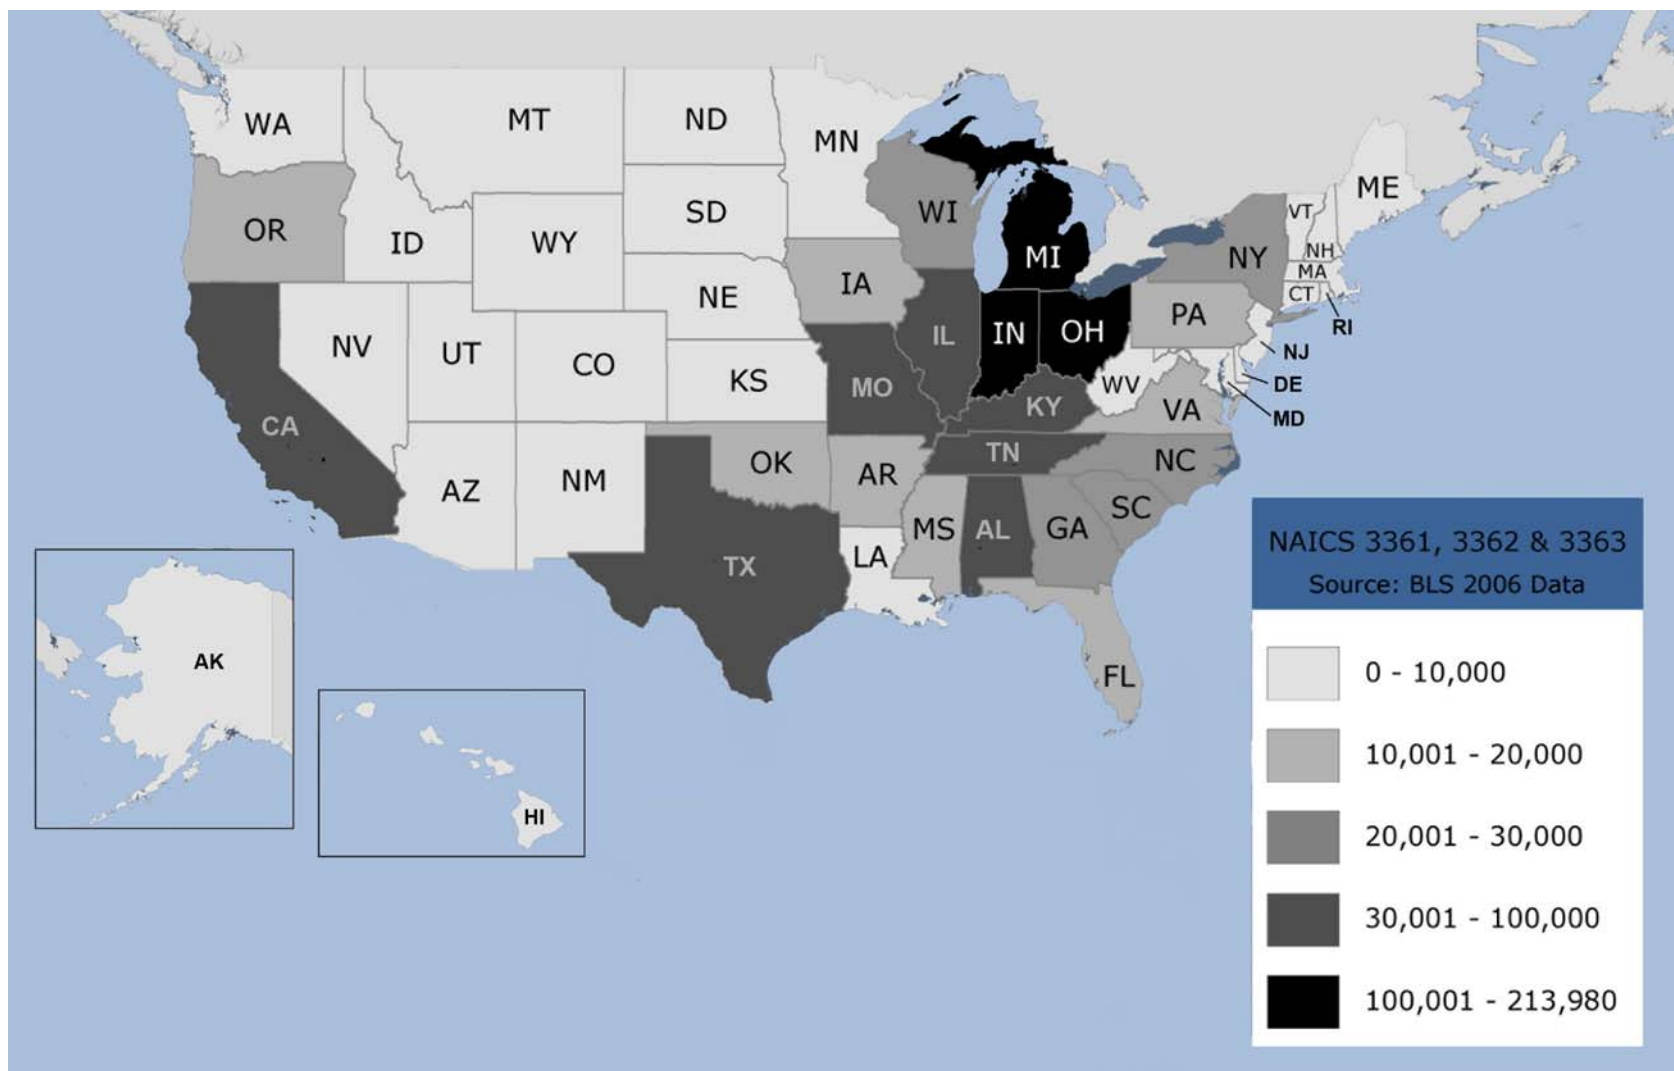 WA
MT
ND
MN
ME
OR
ID
WY
SD
WI
MI
NY
VT
NH
MA
CT
RI
NV
UT
CO
NE
IA
IL
IN
OH
PA
NJ
DE
MD
CA
KS
MO
KY
WV
VA
AZ
NM
OK
AR
TN
NC
TX
LA
MS
AL
GA
SC
FL
AK
HI
NAICS 3361, 3362 & 3363
Source: BLS 2006 Data
0 - 10,000
10,001 - 20,000
20,001 - 30,000
30,001 - 100,000
100,001 - 213,980